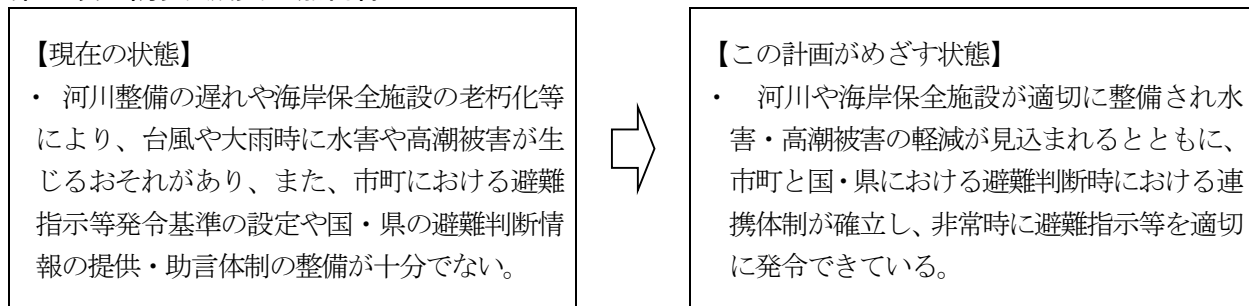 【現在の状態】
・ 河川整備の遅れや海岸保全施設の老朽化等
により、台風や大雨時に水害や高潮被害が生
じるおそれがあり、また、市町における避難
指示等発令基準の設定や国・県の避難判断情
報の提供・助言体制の整備が十分でない。
【この計画がめざす状態】
・ 河川や海岸保全施設が適切に整備され水
害・高潮被害の軽減が見込まれるとともに、
市町と国・県における避難判断時における連
携体制が確立し、非常時に避難指示等を適切
に発令できている。